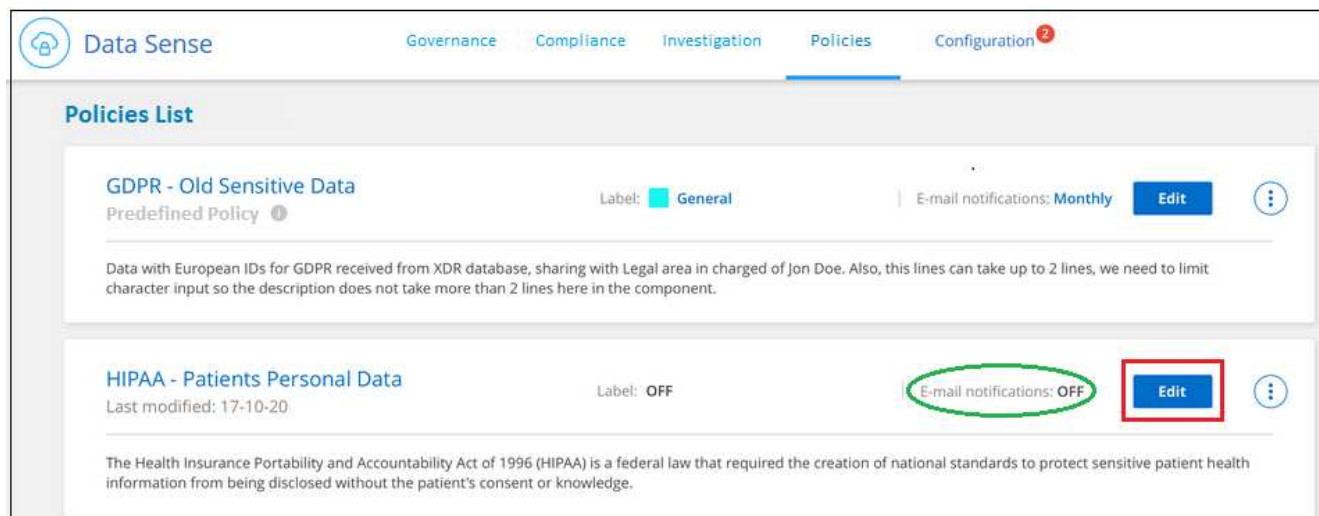 Data Sense
Governance Compliance Investigation Policies Configuration 2
Policies List
GDPR - Old Sensitive Data
Label: General
E-mail notifications: Monthly
Edit
Predefined Policy i
Data with European IDs for GDPR received from XDR database, sharing with Legal area in charged of Jon Doe. Also, this lines can take up to 2 lines, we need to limit
character input so the description does not take more than 2 lines here in the component.
HIPAA - Patients Personal Data
Label: OFF
E-mail notifications: OFF
Edit
Last modified: 17-10-20
The Health Insurance Portability and Accountability Act of 1996 (HIPAA) is a federal law that required the creation of national standards to protect sensitive patient health
information from being disclosed without the patient's consent or knowledge.